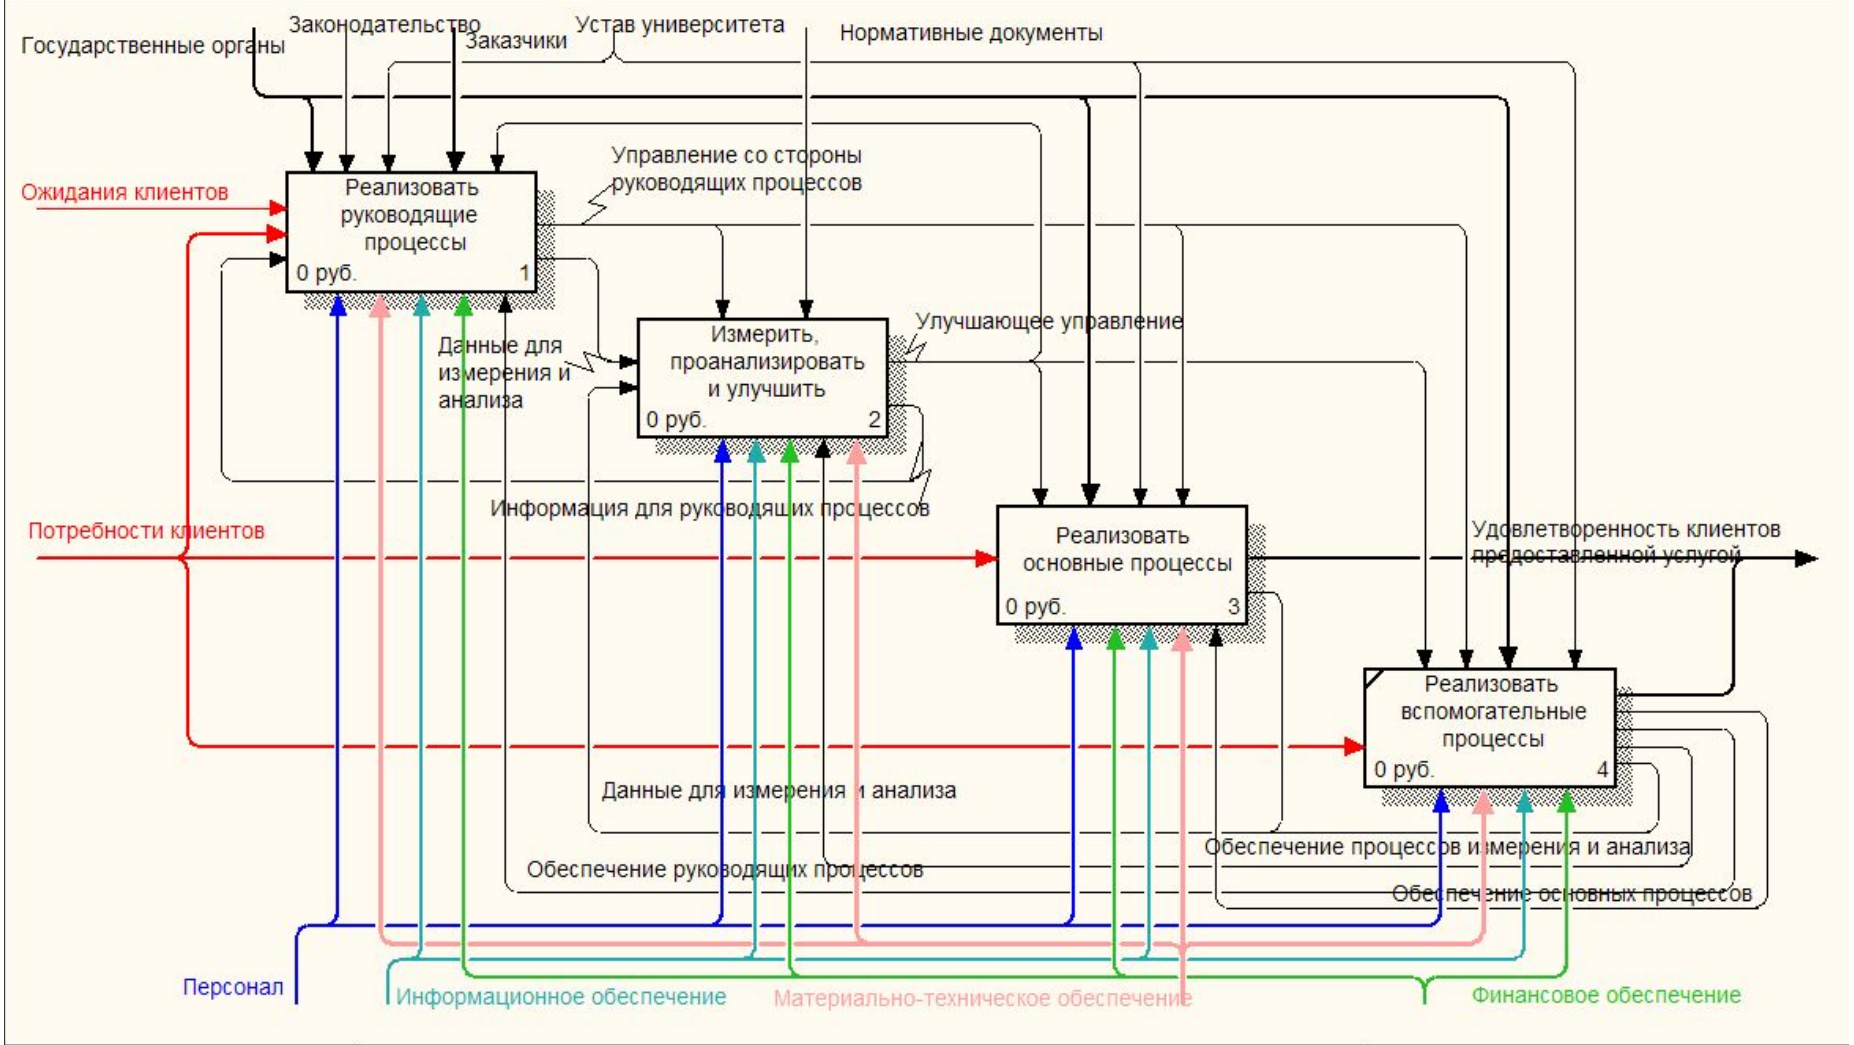 Законодательство
Устав университета
Государственные органы
Заказчики
Нормативные документы
Управление со стороны
руководящих процессов
Ожидания клиентов
Реализовать
руководящие
процессы
0 руб.
1
Улучшающее управление
Данные для
измерения и
анализа
Измерить,
проанализировать
и улучшить
0 руб.
2
Информация для руководящих процессов
Потребности клиентов
Реализовать
основные процессы
0 руб.
3
Удовлетворенность клиентов
предоставленной услугой
Реализовать
вспомогательные
процессы
0 руб.
4
Данные для измерения и анализа
Обеспечение процессов измерения и анализа
Обеспечение руководящих процессов
Обеспечение основных процессов
Персонал
Информационное обеспечение
Материально-техническое обеспечение
Финансовое обеспечение